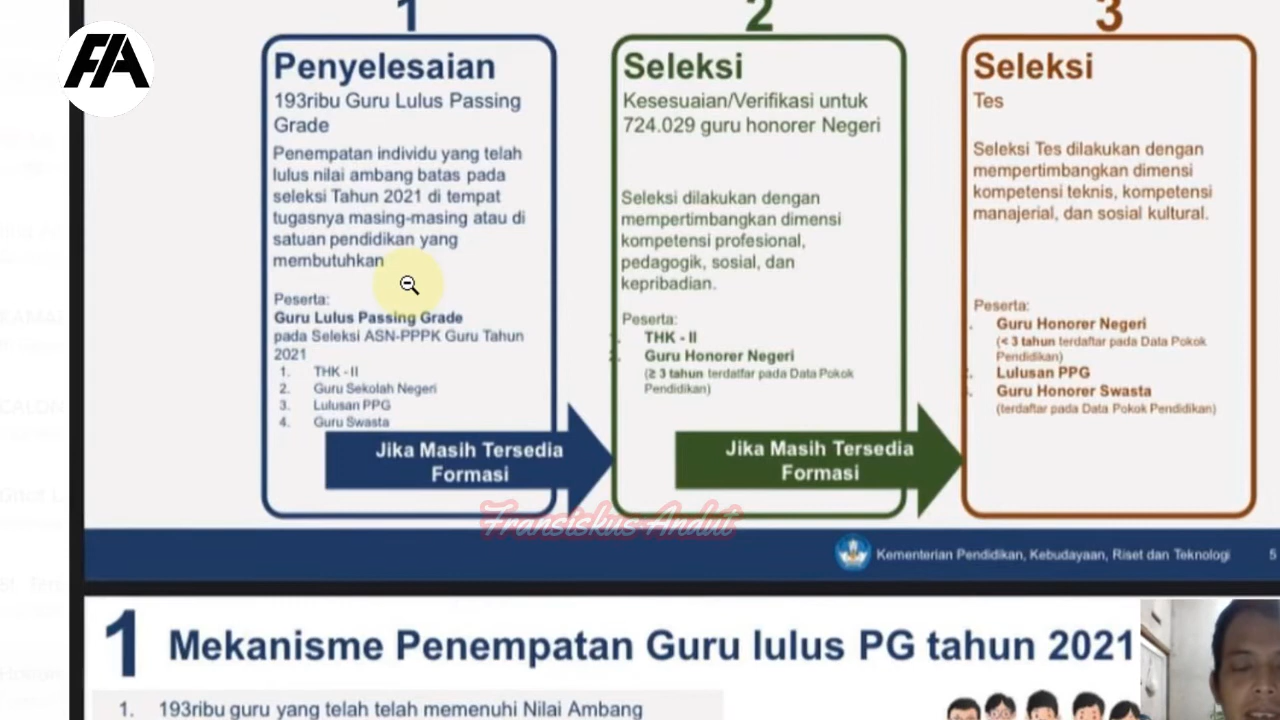 FA
1
Penyelesaian
193ribu Guru Lulus Passing
Grade
Penempatan individu yang telah
lulus nilai ambang batas pada
seleksi Tahun 2021 di tempat
tugasnya masing-masing atau di
satuan pendidikan yang
membutuhkan
Peserta:
Guru Lulus Passing Grade
pada Seleksi ASN-PPPK Guru Tahun
2021
1. THK - II
2. Guru Sekolah Negeri
3. Lulusan PPG
4. Guru Swasta
Jika Masih Tersedia
Formasi
2
Seleksi
Kesesuaian/Verifikasi untuk
724.029 guru honorer Negeri
Seleksi dilakukan dengan
mempertimbangkan dimensi
kompetensi profesional,
pedagogik, sosial, dan
kepribadian.
Peserta:
THK - II
Guru Honorer Negeri
(≥ 3 tahun terdaftar pada Data Pokok
Pendidikan)
Jika Masih Tersedia
Formasi
3
Seleksi
Tes
Seleksi Tes dilakukan dengan
mempertimbangkan dimensi
kompetensi teknis, kompetensi
manajerial, dan sosial kultural.
Peserta:
Guru Honorer Negeri
(< 3 tahun terdaftar pada Data Pokok
Pendidikan)
Lulusan PPG
Guru Honorer Swasta
(terdaftar pada Data Pokok Pendidikan)
Fransiskus Andut
Kementerian Pendidikan, Kebudayaan, Riset dan Teknologi 5
1 Mekanisme Penempatan Guru lulus PG tahun 2021
1. 193ribu guru yang telah telah memenuhi Nilai Ambang